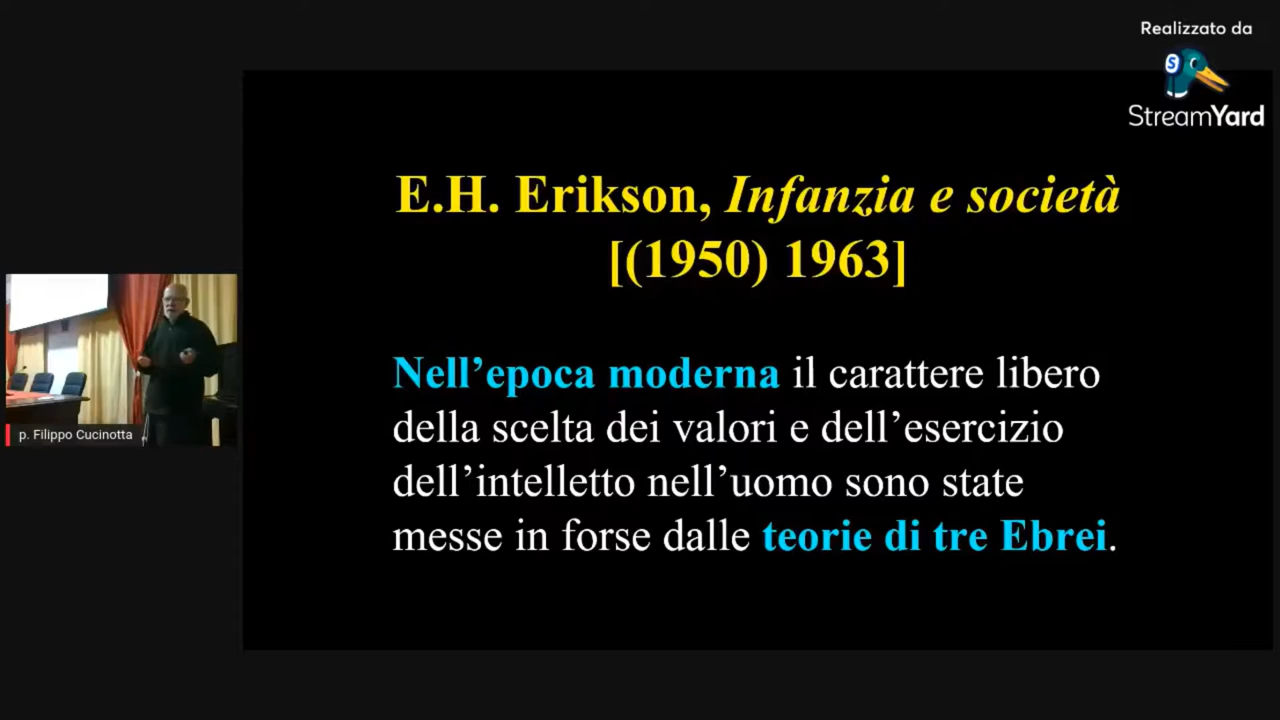 Realizzato da
StreamYard
E.H. Erikson, Infanzia e società
[(1950) 1963]
Nell’epoca moderna il carattere libero
della scelta dei valori e dell’esercizio
dell’intelletto nell’uomo sono state
messe in forse dalle teorie di tre Ebrei.
p. Filippo Cucinotta